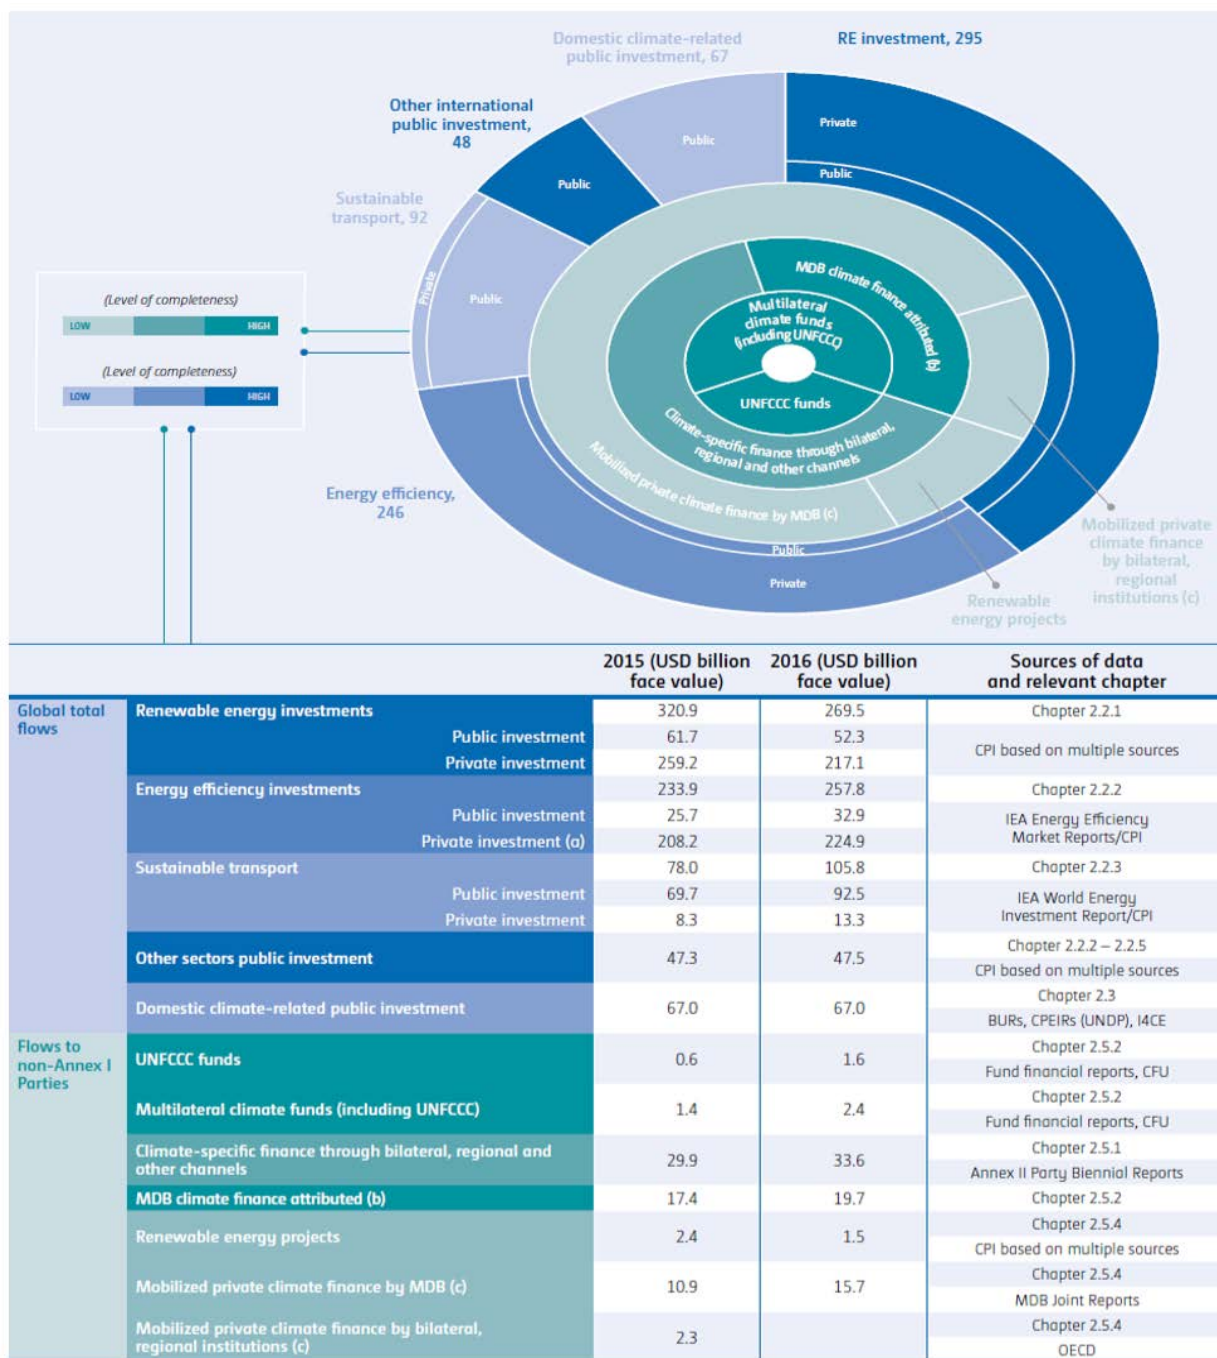 Domestic climate-related
public investment, 67
RE investment, 295
Other international
public investment,
48
Sustainable
transport, 92
Private
Public
Public
Public
Private
Public
(Level of completeness)
LOW
HIGH
(Level of completeness)
LOW
HIGH
MDB climate finance attributed (b)
Multilateral
climate funds
(including UNFCCC)
UNFCCC funds
Climate-specific finance through bilateral,
regional and other channels
Mobilized private climate finance by MDB (c)
Energy efficiency,
246
Public
Private
Mobilized private
climate finance
by bilateral,
regional
institutions (c)
Renewable
energy projects
2015 (USD billion face value) 2016 (USD billion face value) Sources of data and relevant chapter
Global total flows
Renewable energy investments 320.9 269.5 Chapter 2.2.1
Public investment 61.7 52.3
CPI based on multiple sources
Private investment 259.2 217.1
Energy efficiency investments 233.9 257.8 Chapter 2.2.2
Public investment 25.7 32.9
IEA Energy Efficiency
Market Reports/CPI
Private investment (a) 208.2 224.9
Sustainable transport 78.0 105.8 Chapter 2.2.3
Public investment 69.7 92.5
IEA World Energy
Investment Report/CPI
Private investment 8.3 13.3
Other sectors public investment 47.3 47.5 Chapter 2.2.2 – 2.2.5
CPI based on multiple sources
Domestic climate-related public investment 67.0 67.0 Chapter 2.3
BURs, CPEIRs (UNDP), I4CE
Flows to
non-Annex I
Parties
UNFCCC funds 0.6 1.6 Chapter 2.5.2
Fund financial reports, CFU
Multilateral climate funds (including UNFCCC) 1.4 2.4 Chapter 2.5.2
Fund financial reports, CFU
Climate-specific finance through bilateral, regional and
other channels 29.9 33.6 Chapter 2.5.1
Annex II Party Biennial Reports
MDB climate finance attributed (b) 17.4 19.7 Chapter 2.5.2
Renewable energy projects 2.4 1.5 Chapter 2.5.4
CPI based on multiple sources
Mobilized private climate finance by MDB (c) 10.9 15.7 Chapter 2.5.4
MDB Joint Reports
Mobilized private climate finance by bilateral,
regional institutions (c) 2.3 Chapter 2.5.4
OECD